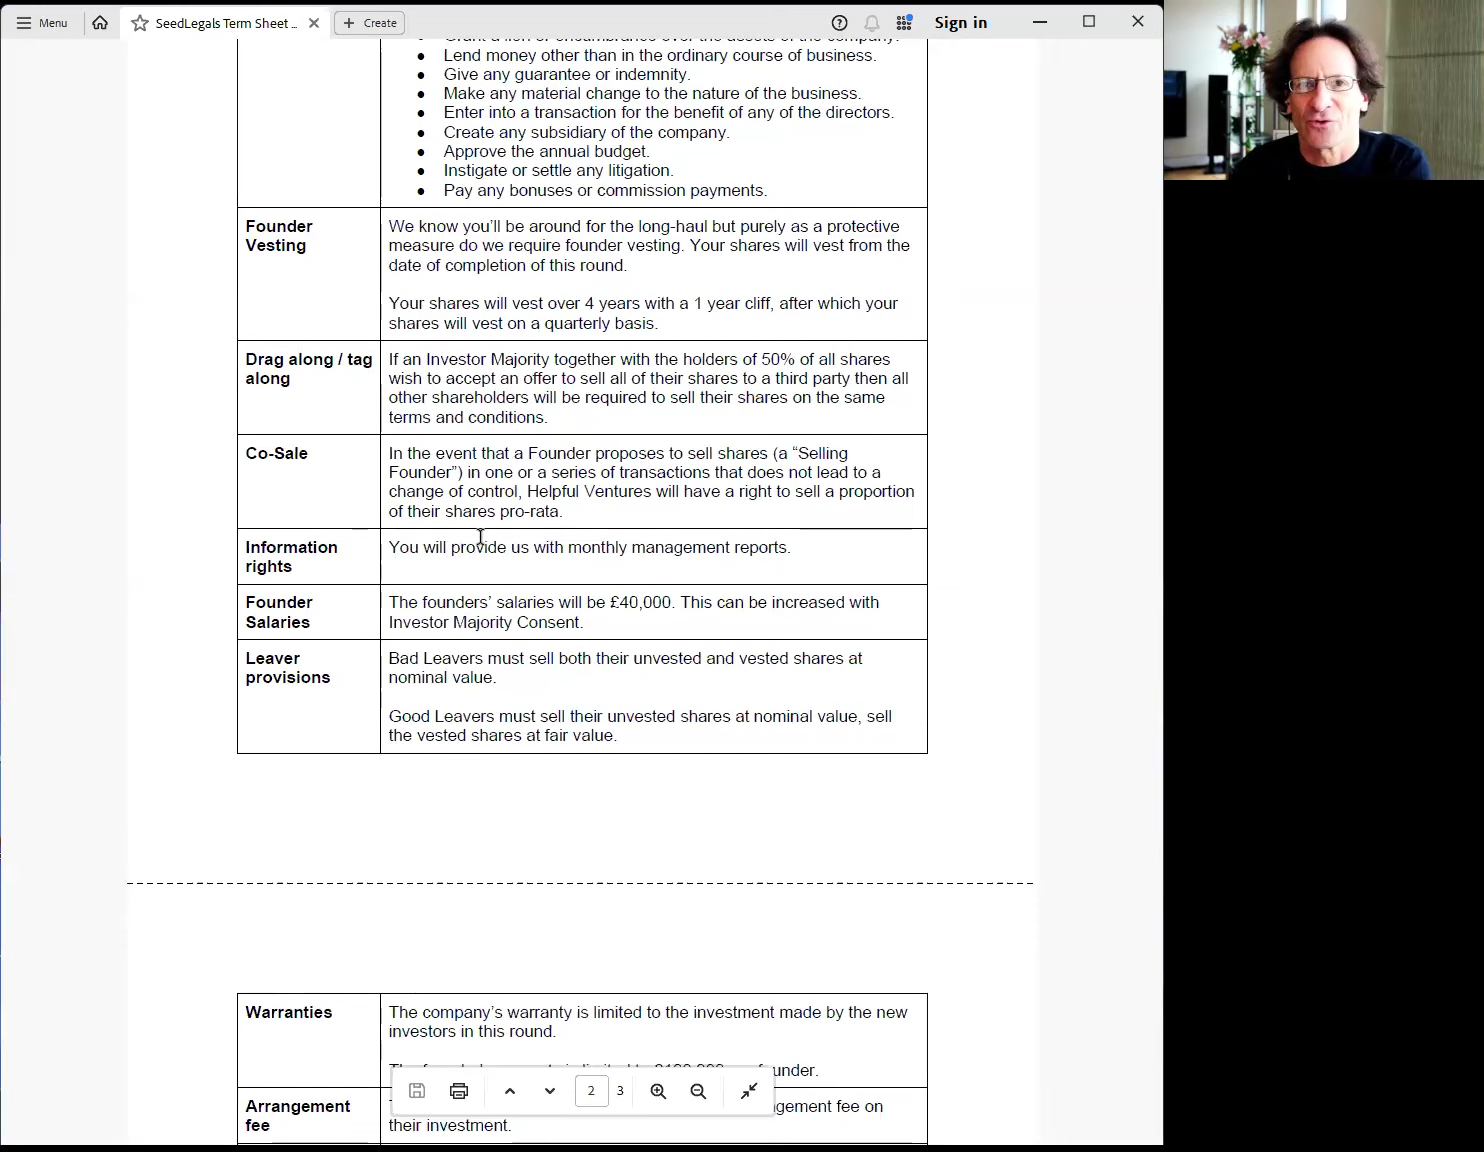 Menu
SeedLegals Term Sheet ...
Create
Sign in
Lend money other than in the ordinary course of business.
Give any guarantee or indemnity.
Make any material change to the nature of the business.
Enter into a transaction for the benefit of any of the directors.
Create any subsidiary of the company.
Approve the annual budget.
Instigate or settle any litigation.
Pay any bonuses or commission payments.
Founder
Vesting
We know you'll be around for the long-haul but purely as a protective
measure do we require founder vesting. Your shares will vest from the
date of completion of this round.
Your shares will vest over 4 years with a 1 year cliff, after which your
shares will vest on a quarterly basis.
Drag along / tag
along
If an Investor Majority together with the holders of 50% of all shares
wish to accept an offer to sell all of their shares to a third party then all
other shareholders will be required to sell their shares on the same
terms and conditions.
Co-Sale
In the event that a Founder proposes to sell shares (a “Selling
Founder”) in one or a series of transactions that does not lead to a
change of control, Helpful Ventures will have a right to sell a proportion
of their shares pro-rata.
Information
rights
You will provide us with monthly management reports.
Founder
Salaries
The founders’ salaries will be £40,000. This can be increased with
Investor Majority Consent.
Leaver
provisions
Bad Leavers must sell both their unvested and vested shares at
nominal value.
Good Leavers must sell their unvested shares at nominal value, sell
the vested shares at fair value.
Warranties
The company’s warranty is limited to the investment made by the new
investors in this round.
Arrangement
fee
fee on
their investment.
2 3